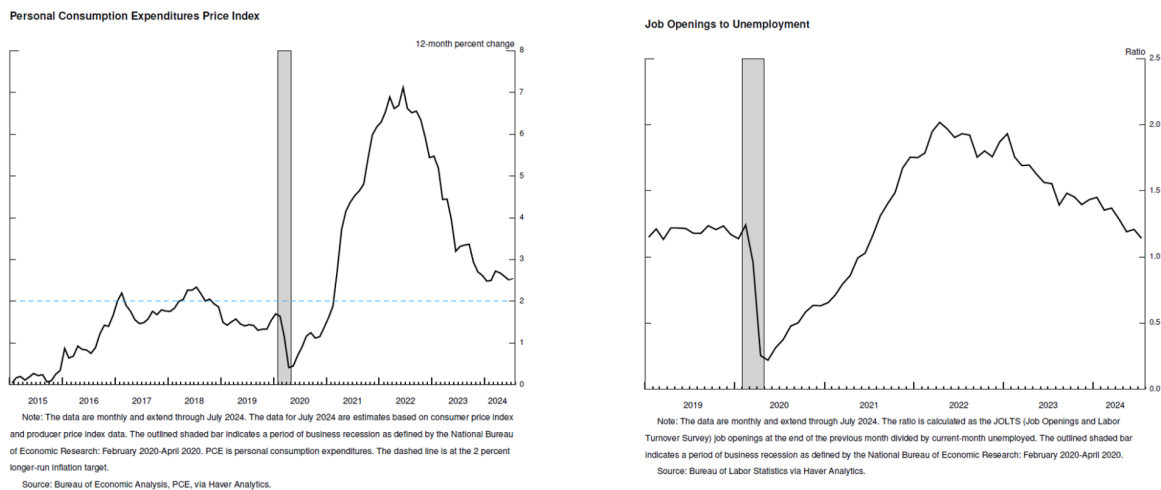 Personal Consumption Expenditures Price Index
12-month percent change
8
7
6
5
4
3
2
1
0
2015 2016 2017 2018 2019 2020 2021 2022 2023 2024
Note: The data are monthly and extend through July 2024. The data for July 2024 are estimates based on consumer price index
and producer price index data. The outlined shaded bar indicates a period of business recession as defined by the National Bureau
of Economic Research: February 2020-April 2020. PCE is personal consumption expenditures. The dashed line is at the 2 percent
longer-run inflation target.
Source: Bureau of Economic Analysis, PCE, via Haver Analytics.
Job Openings to Unemployment
Ratio
2.5
2.0
1.5
1.0
0.5
0.0
2019 2020 2021 2022 2023 2024
Note: The data are monthly and extend through July 2024. The ratio is calculated as the JOLTS (Job Openings and Labor
Turnover Survey) job openings at the end of the previous month divided by current-month unemployed. The outlined shaded bar
indicates a period of business recession as defined by the National Bureau of Economic Research: February 2020-April 2020.
Source: Bureau of Labor Statistics via Haver Analytics.